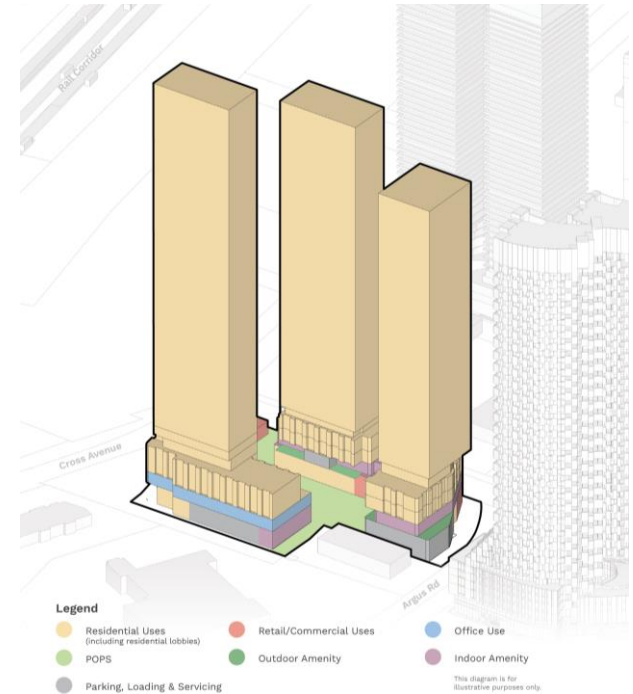 Rail Corridor
Cross Avenue
Argus Rd
Legend
Residential Uses
(including residential lobbies)
Retail/Commercial Uses
Office Use
POPS
Outdoor Amenity
Indoor Amenity
Parking, Loading & Servicing
This diagram is for
illustrative purposes only.